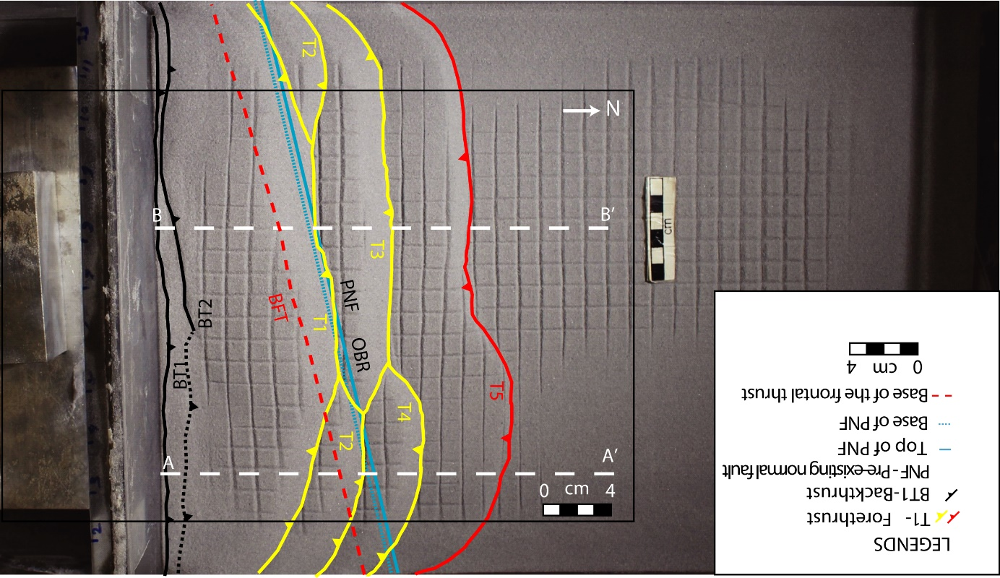 T2
N
B
B′
cm
T3
PNF
BFT
T1
BT2
OBR
BT1
T5
T4
T2
A
A′
0 cm 4
LEGENDS
T1- Forethrust
BT1-Backthrust
PNF-Pre-existing normal fault
Top of PNF
Base of PNF
Base of the frontal thrust
0 cm 4